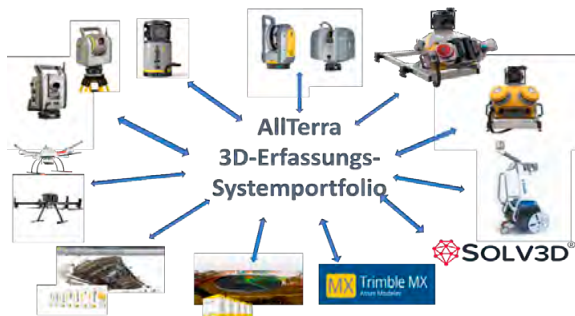 AllTerra
3D-Erfassungs-
Systemportfolio
SOLV3D®
MX Trimble MX